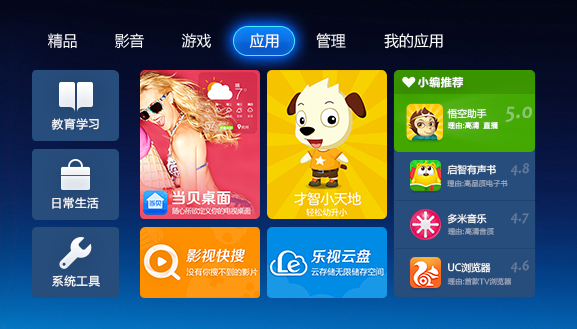 精品 影音 游戏 应用 管理 我的应用
教育学习
日常生活
系统工具
当贝
当贝桌面
随心所欲定义你的电视桌面
才智小天地
轻松幼升小
影视快搜
没有你搜不到的影片
乐视云盘
云存储无限储存空间
小编推荐
悟空助手 5.0
理由:高清 直播
启智有声书 4.8
理由:高品质电子书
多米音乐 4.7
理由:高清音质
UC浏览器 4.6
理由:首款TV浏览器